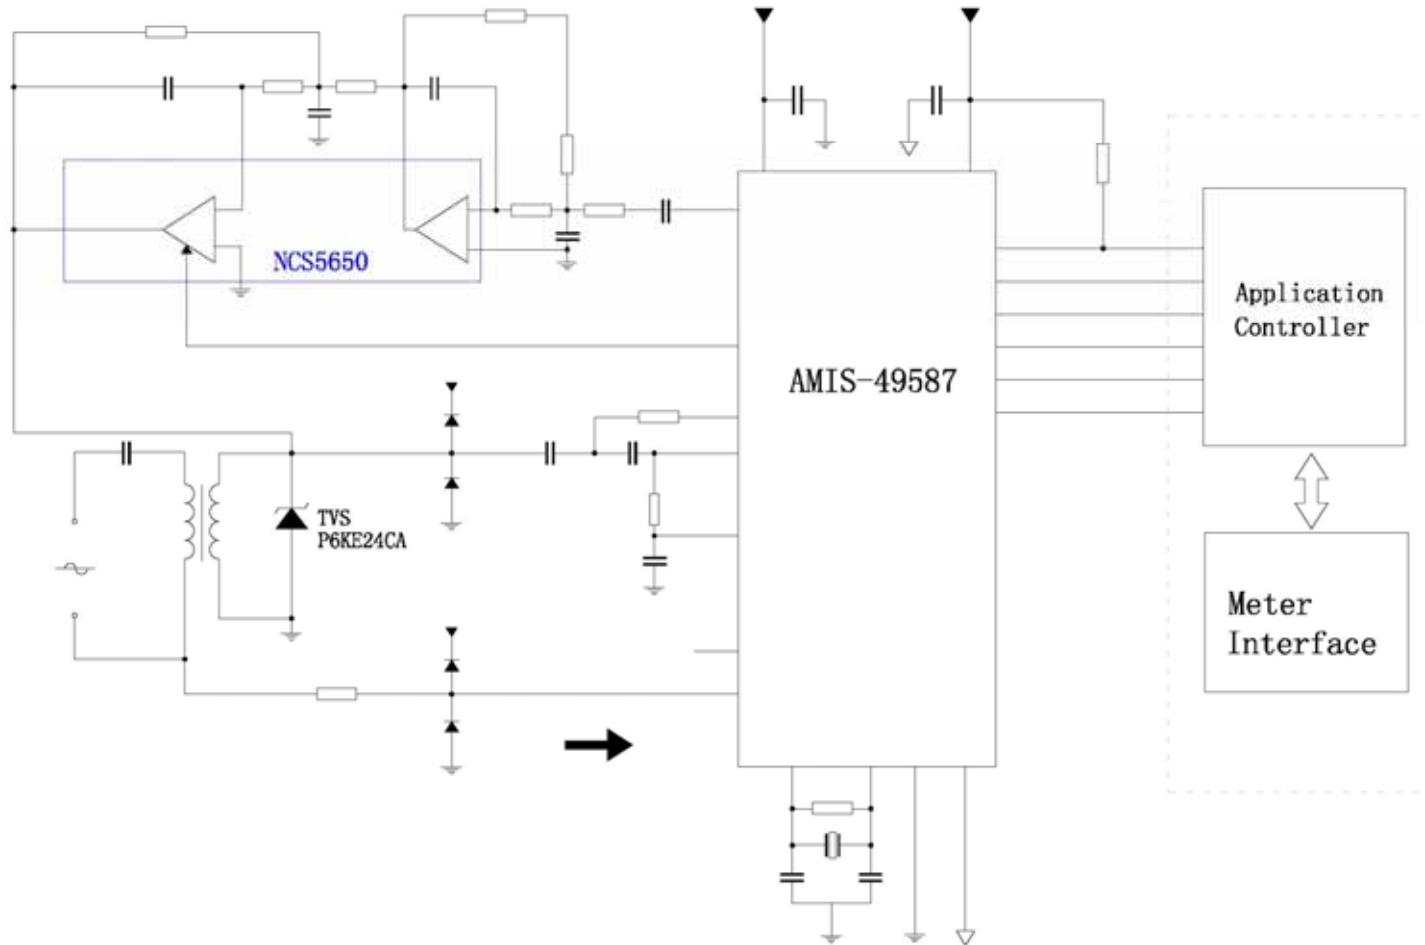 NCS5650
AMIS-49587
Application
Controller
TVS
P6KE24CA
Meter
Interface